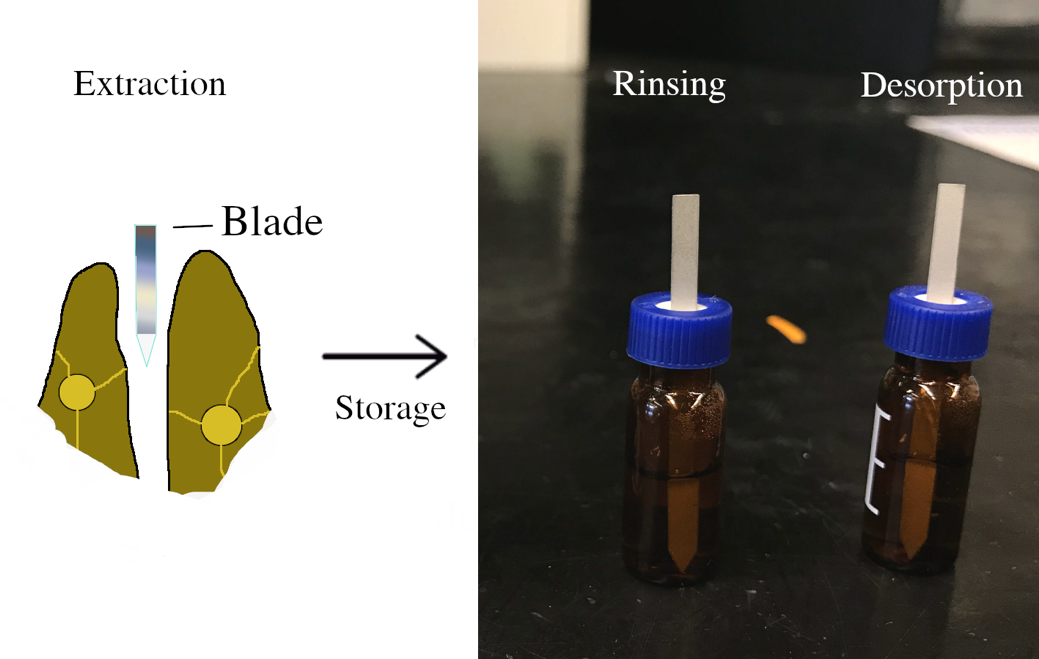 Extraction
Blade
Storage
Rinsing
Desorption
E